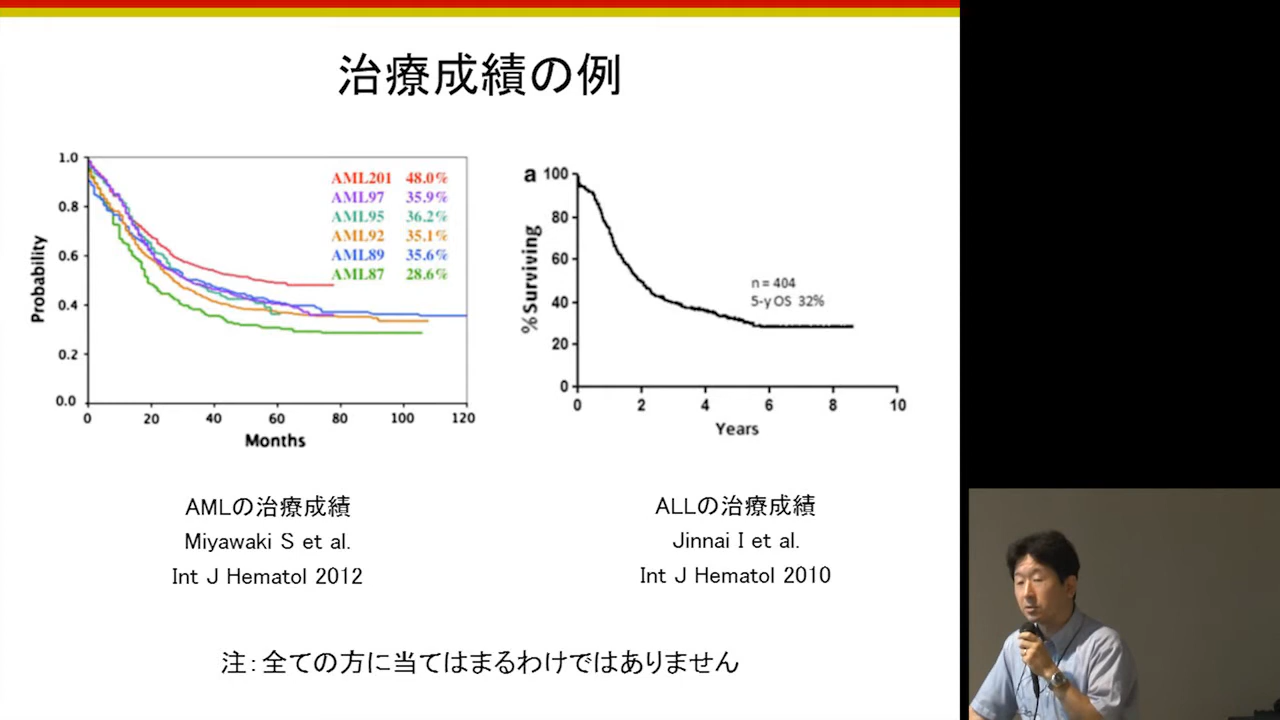 治療成績の例
1.0
0.8
0.6
0.4
0.2
0.0
Probability
0 20 40 60 80 100 120
Months
AML201 48.0%
AML97 35.9%
AML95 36.2%
AML92 35.1%
AML89 35.6%
AML87 28.6%
a
100
80
60
40
20
0
%Surviving
0 2 4 6 8 10
Years
n = 404
5-y OS 32%
AMLの治療成績
Miyawaki S et al.
Int J Hematol 2012
ALLの治療成績
Jinnai I et al.
Int J Hematol 2010
注：全ての方に当てはまるわけではありません